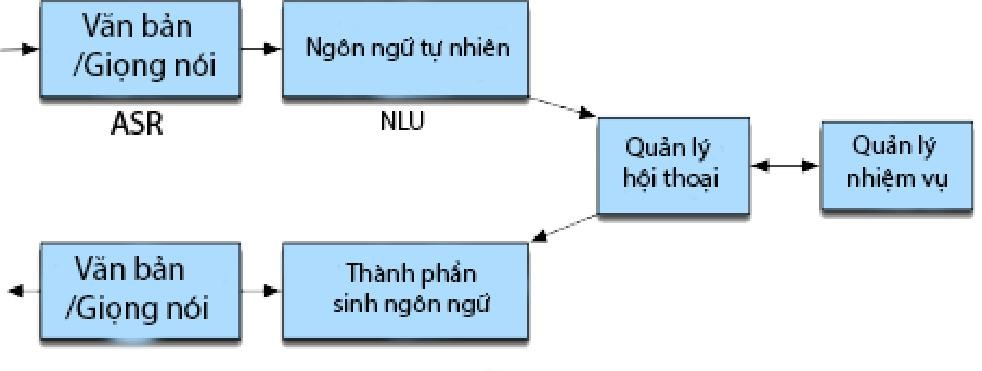 Văn bản
/Giọng nói
ASR
Ngôn ngữ tự nhiên
NLU
Quản lý
hội thoại
Quản lý
nhiệm vụ
Văn bản
/Giọng nói
Thành phần
sinh ngôn ngữ